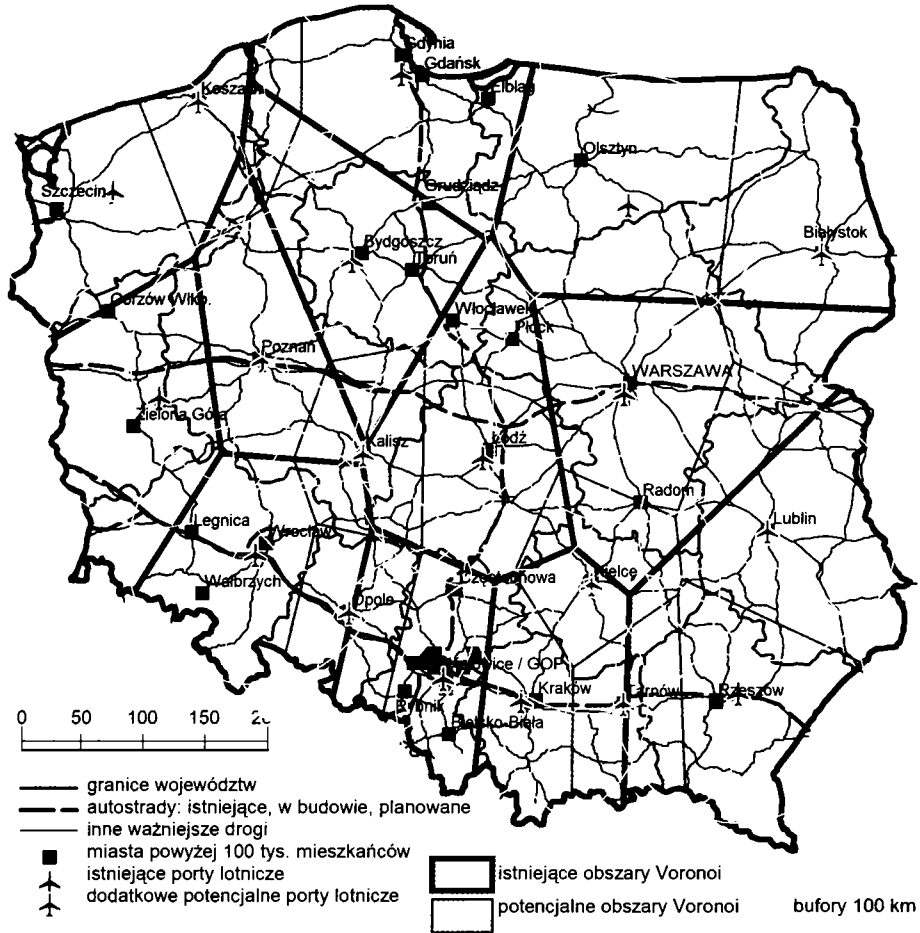 Gdynia
Gdańsk
Koszalin
Elbląg
Olsztyn
Szczecin
Grudziądz
Białystok
Bydgoszcz
Toruń
Gorzów Wlkp.
Włocławek
Płock
Poznań
WARSZAWA
Zielona Góra
Kalisz
Łódź
Radom
Legnica
Lublin
Wrocław
Częstochowa
Kielce
Wałbrzych
Opole
/ GOP
Kraków
Tarnów
Rzeszów
Rybnik
Bielsko-Biała
0 50 100 150
granice województw
autostrady: istniejące, w budowie, planowane
inne ważniejsze drogi
miasta powyżej 100 tys. mieszkańców
istniejące porty lotnicze
dodatkowe potencjalne porty lotnicze
istniejące obszary Voronoi
potencjalne obszary Voronoi bufory 100 km